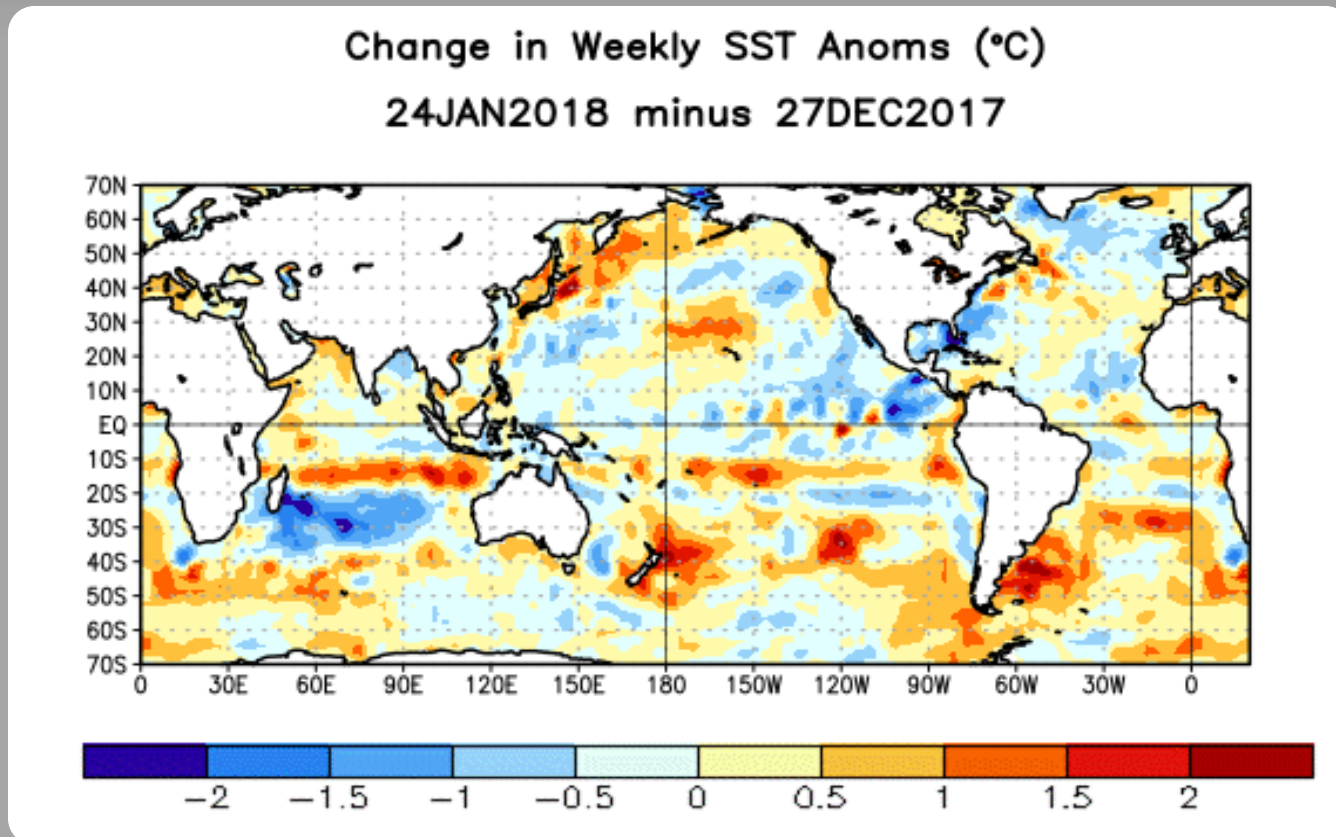 Change in Weekly SST Anoms (°C)
24JAN2018 minus 27DEC2017
70N
60N
50N
40N
30N
20N
10N
EQ
10S
20S
30S
40S
50S
60S
70S
0 30E 60E 90E 120E 150E 180 150W 120W 90W 60W 30W 0
−2 −1.5 −1 −0.5 0 0.5 1 1.5 2